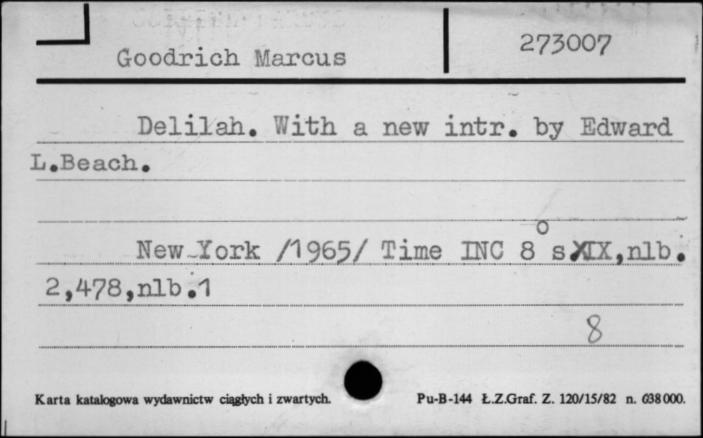 Goodrich Marcus
273007
Delilah. With a new intr. by Edward
L.Beach.
New York /1965/ Time INC 8° s.XIX,nlb.
2,478,nlb.1
8
Karta katalogowa wydawnictw ciągłych i zwartych.
Pu-B-144 Ł.Z.Graf. Z. 120/15/82 n. 638000.